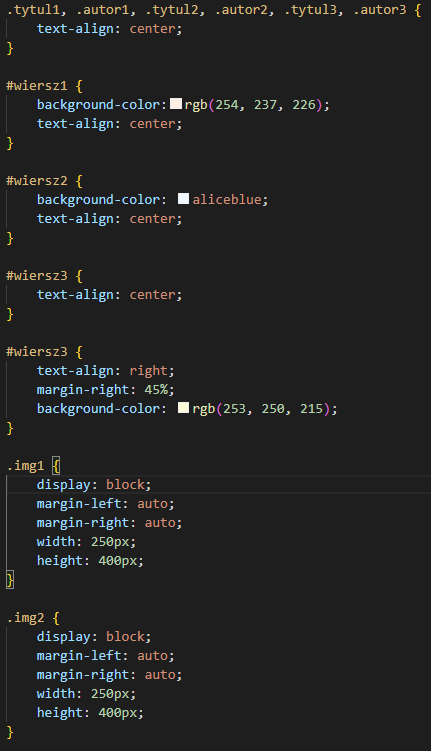 .tytul1, .autor1, .tytul2, .autor2, .tytul3, .autor3 {
    text-align: center;
}

#wiersz1 {
    background-color:rgb(254, 237, 226);
    text-align: center;
}

#wiersz2 {
    background-color: aliceblue;
    text-align: center;
}

#wiersz3 {
    text-align: center;
}

#wiersz3 {
    text-align: right;
    margin-right: 45%;
    background-color: rgb(253, 250, 215);
}

.img1 {
    display: block;
    margin-left: auto;
    margin-right: auto;
    width: 250px;
    height: 400px;
}

.img2 {
    display: block;
    margin-left: auto;
    margin-right: auto;
    width: 250px;
    height: 400px;
}